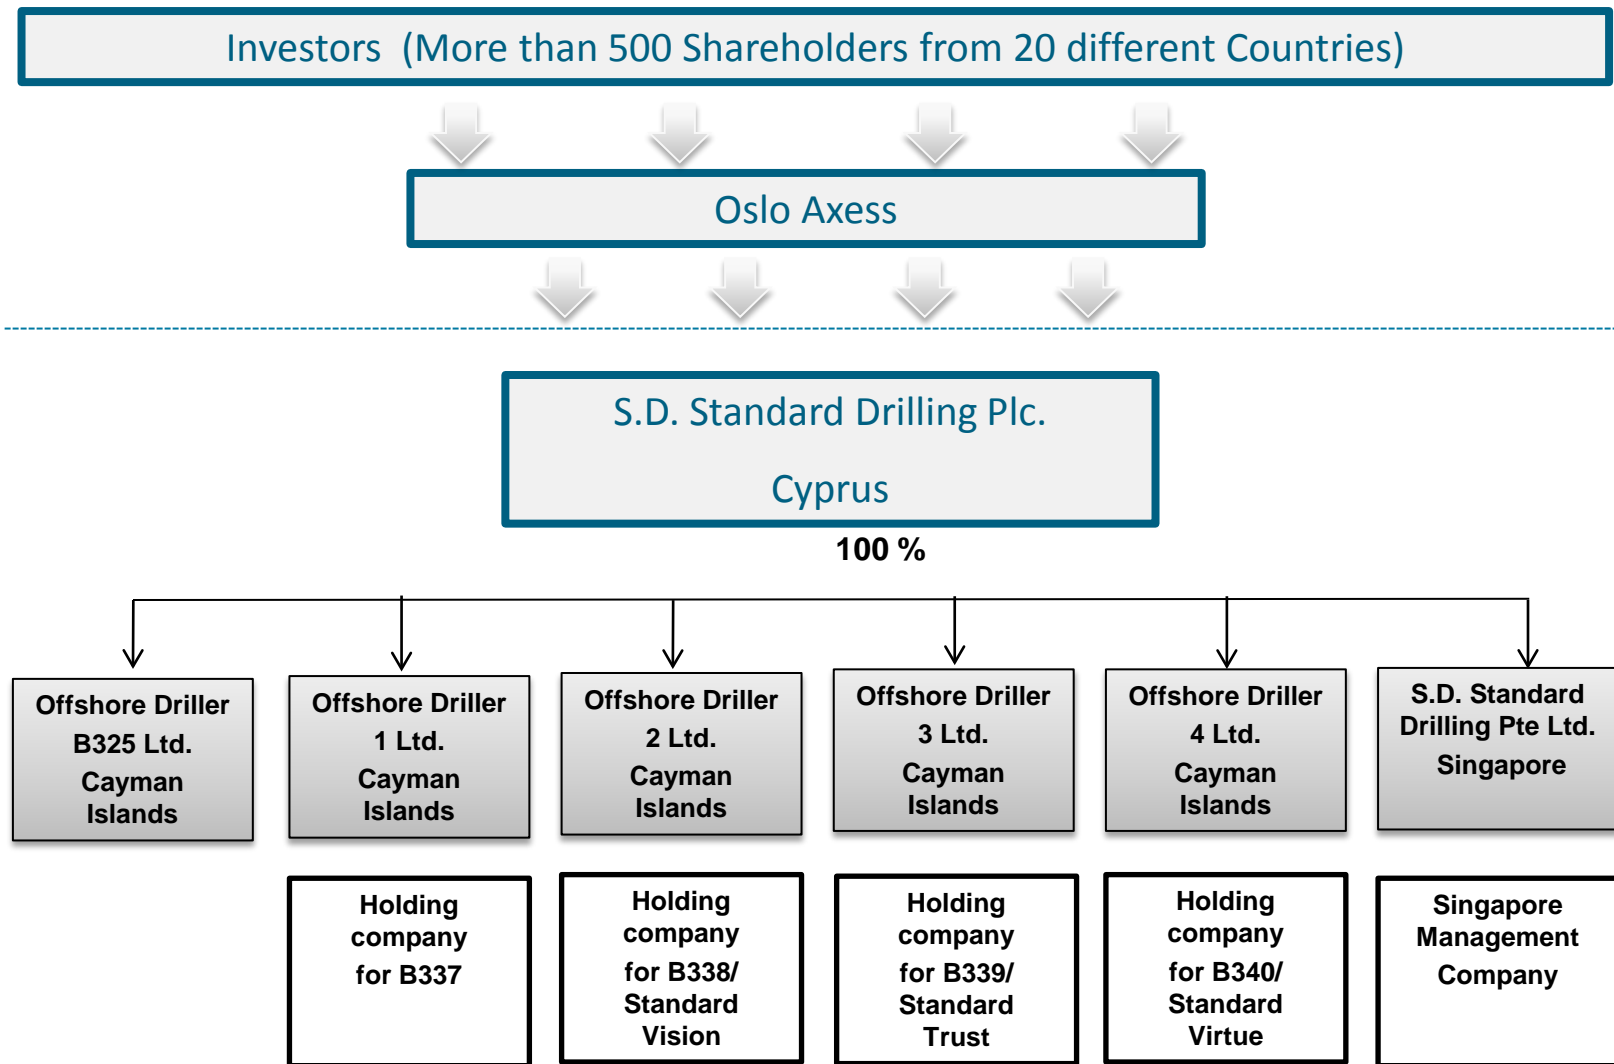 Investors  (More than 500 Shareholders from 20 different Countries)
Oslo Axess
S.D. Standard Drilling Plc.
Cyprus
100 %
Offshore Driller
B325 Ltd.
Cayman
Islands
Offshore Driller
1 Ltd.
Cayman
Islands
Offshore Driller
2 Ltd.
Cayman
Islands
Offshore Driller
3 Ltd.
Cayman
Islands
Offshore Driller
4 Ltd.
Cayman
Islands
S.D. Standard
Drilling Pte Ltd.
Singapore
Holding
company
for B337
Holding
company
for B338/
Standard
Vision
Holding
company
for B339/
Standard
Trust
Holding
company
for B340/
Standard
Virtue
Singapore
Management
Company